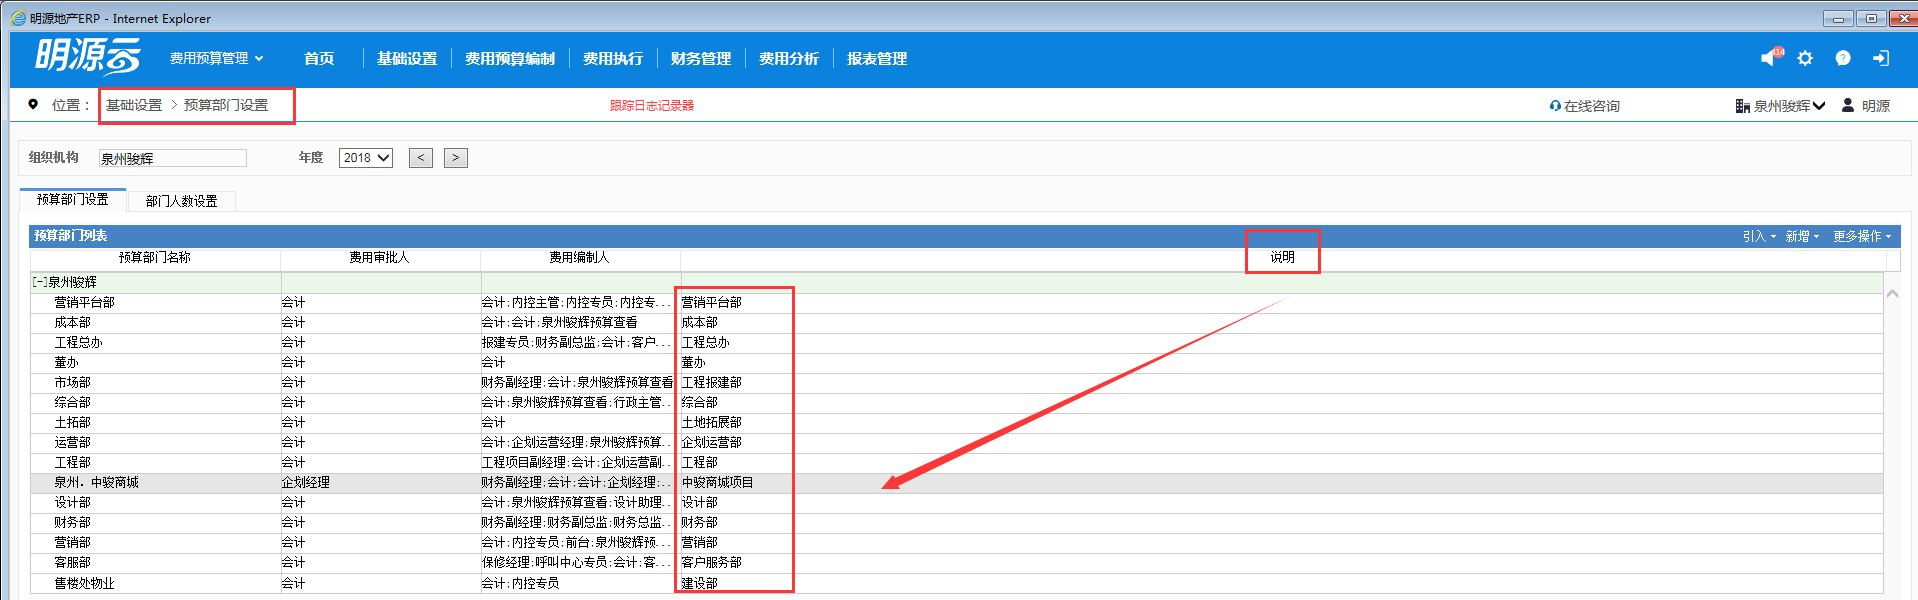 明源地产ERP - Internet Explorer
明源云 费用预算管理 首页 基础设置 费用预算编制 费用执行 财务管理 费用分析 报表管理 414
位置： 基础设置 > 预算部门设置 跟踪日志记录器 在线咨询 泉州骏辉 明源
组织机构 泉州骏辉 年度 2018 < >
预算部门设置 部门人数设置
预算部门列表 引入 新增 更多操作
预算部门名称 费用审批人 费用编制人 说明
[-]泉州骏辉
营销平台部 会计 会计;内控主管;内控专员;内控专... 营销平台部
成本部 会计 会计;会计;泉州骏辉预算查看 成本部
工程总办 会计 报建专员;财务副总监;会计;客户... 工程总办
董办 会计 会计 董办
市场部 会计 财务副经理;会计;泉州骏辉预算查看 工程报建部
综合部 会计 会计;泉州骏辉预算查看;行政主管... 综合部
土拓部 会计 会计 土地拓展部
运营部 会计 会计;企划运营经理;泉州骏辉预算... 企划运营部
工程部 会计 工程项目副经理;会计;企划运营副... 工程部
泉州．中骏商城 企划经理 财务副经理;会计;会计;企划经理;... 中骏商城项目
设计部 会计 会计;泉州骏辉预算查看;设计助理... 设计部
财务部 会计 财务副经理;财务副总监;财务总监... 财务部
营销部 会计 会计;内控专员;前台;泉州骏辉预... 营销部
客服部 会计 保修经理;呼叫中心专员;会计;客... 客户服务部
售楼处物业 会计 会计;内控专员 建设部